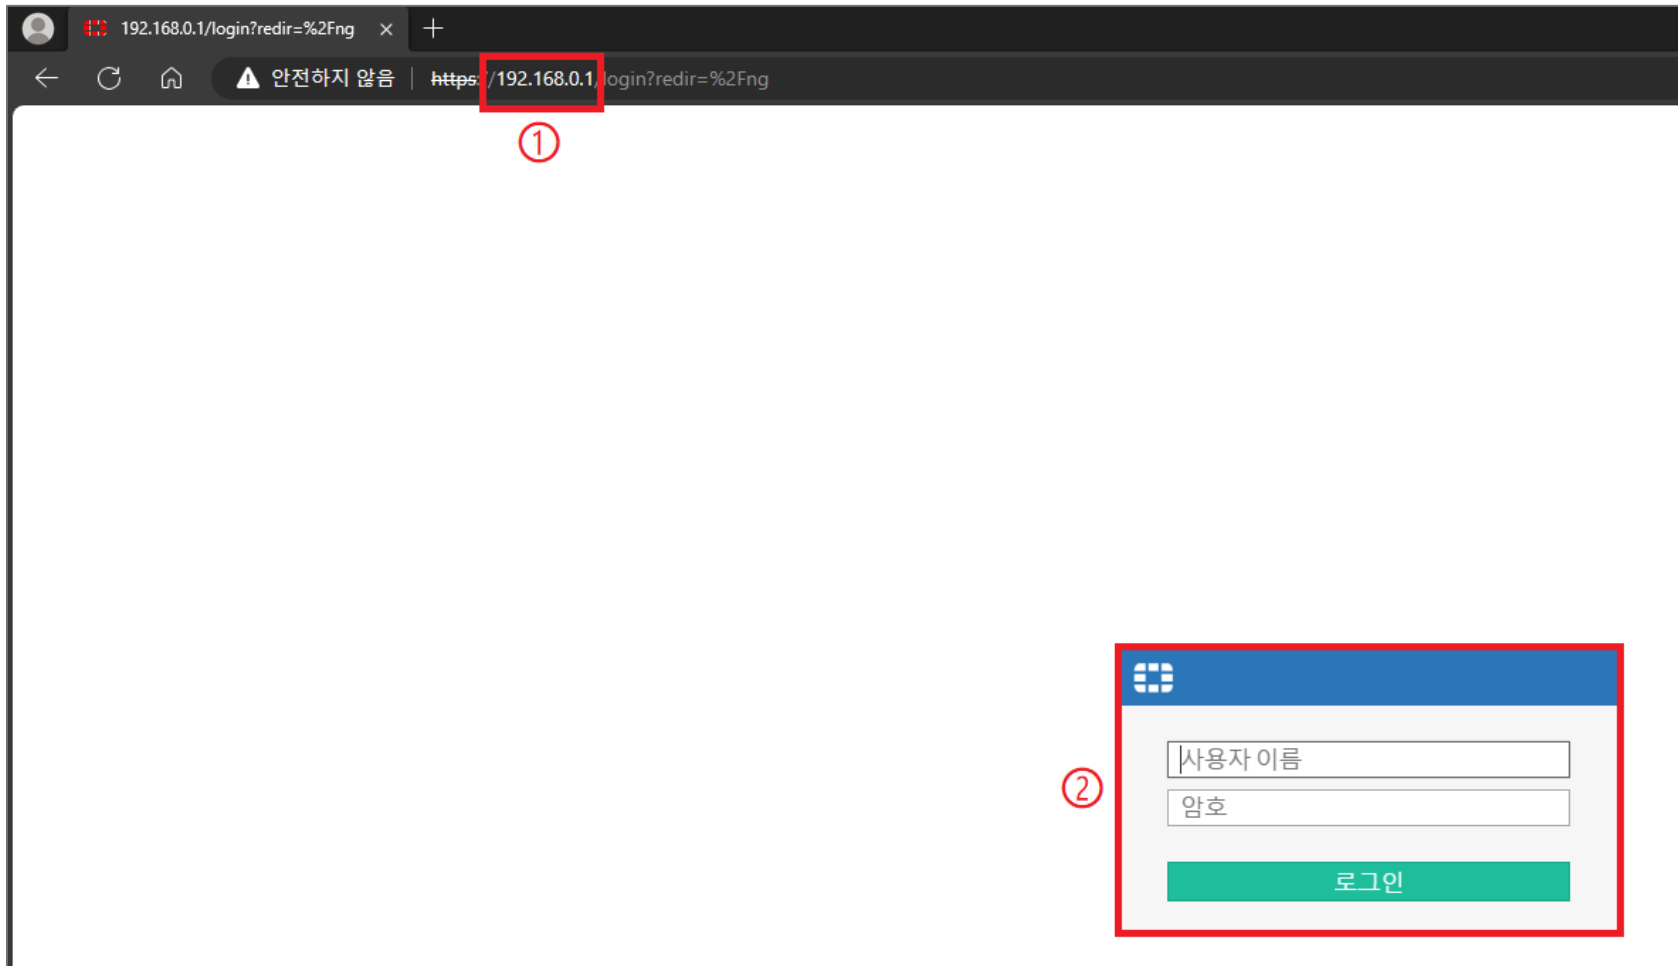 192.168.0.1/login?redir=%2Fng
안전하지 않음 https://192.168.0.1/login?redir=%2Fng
①
②
사용자 이름
암호
로그인